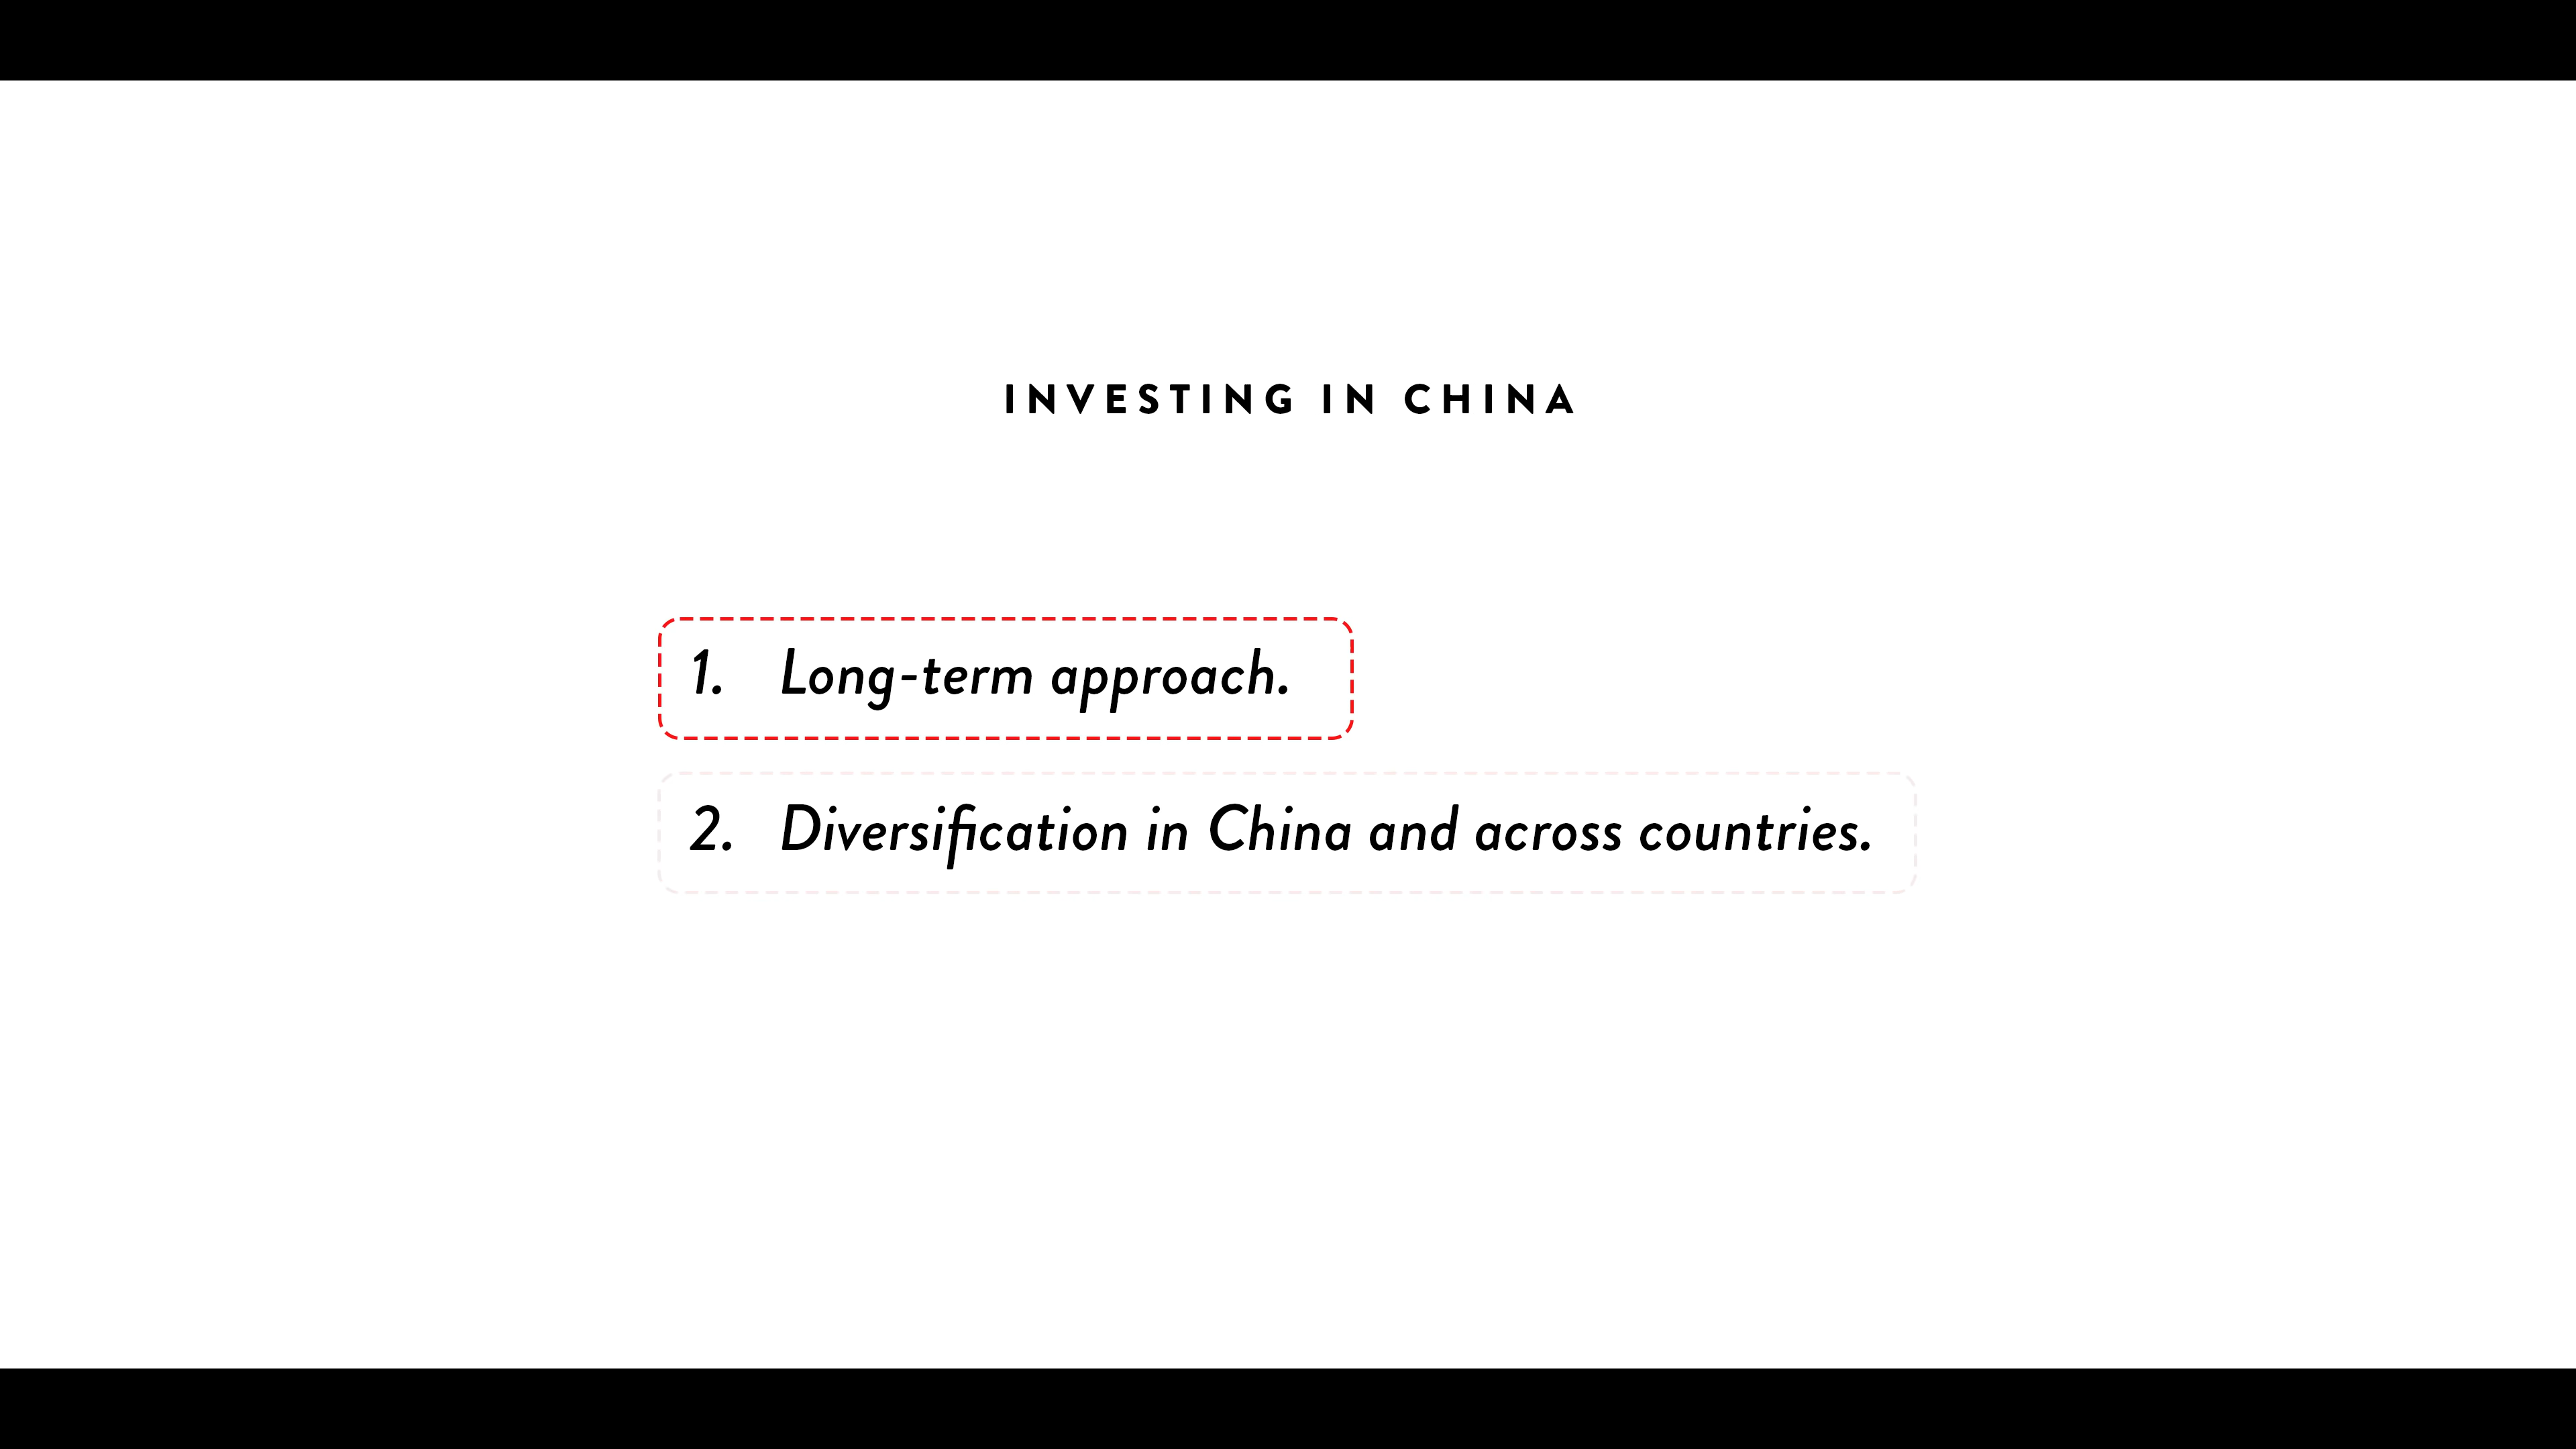 INVESTING IN CHINA
1. Long-term approach.
2. Diversification in China and across countries.